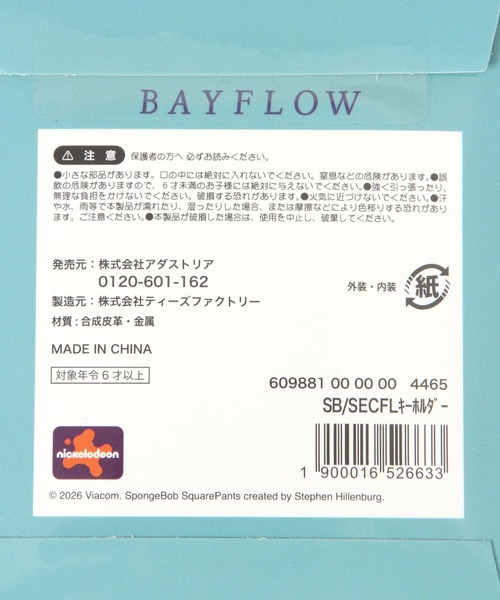 BAYFLOW
注意 保護者の方へ 必ずお読みください。
●小さな部品があります。口の中には絶対に入れないでください。窒息などの危険があります。●誤
飲の危険がありますので、6才未満のお子様には絶対に与えないでください。●強く引っ張ったり、
無理な負担をかけないでください。破損する恐れがあります。●火気に近づけないでください。●汗
や水、雨等で本製品が濡れたり、湿ったりした場合、または摩擦などにより色移りする恐れがありま
す。ご注意ください。●本製品が破損した場合は、使用を中止し、破棄してください。
発売元:株式会社アダストリア
0120-601-162
製造元:株式会社ティーズファクトリー
材質:合成皮革・金属
外装・内装 紙
MADE IN CHINA
対象年令6才以上
609881 00 00 00 4465
SB/SECFLキーホルダー
1 900016 526633
nickelodeon
© 2026 Viacom. SpongeBob SquarePants created by Stephen Hillenburg.